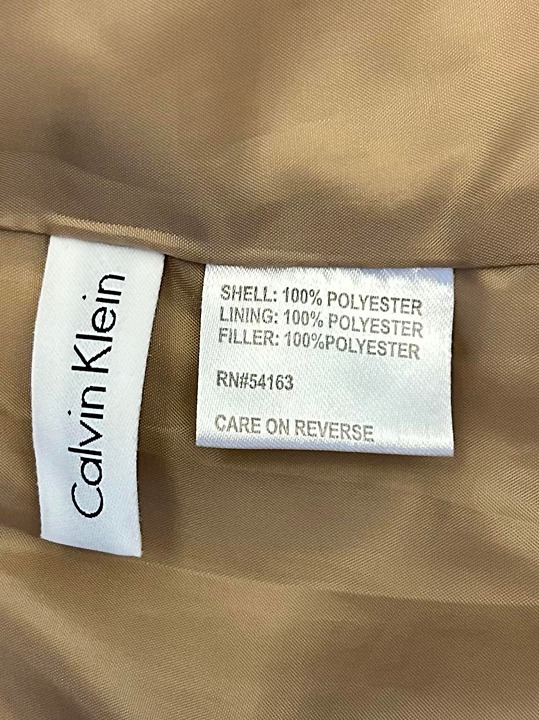 Calvin Klein
SHELL: 100% POLYESTER
LINING: 100% POLYESTER
FILLER: 100%POLYESTER
RN#54163
CARE ON REVERSE